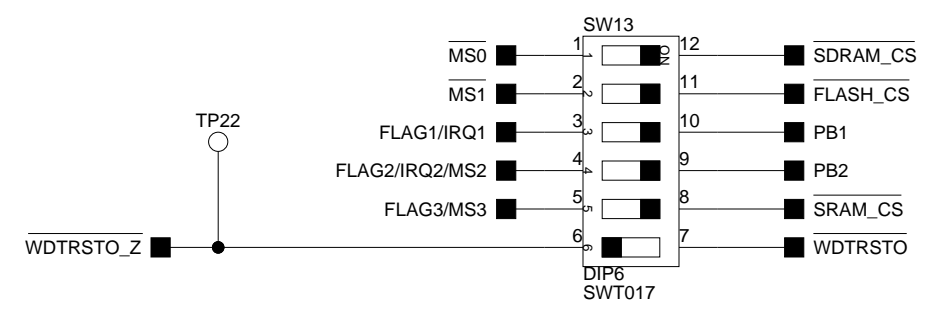 SW13
MS0 1 1 ON 12 SDRAM_CS
MS1 2 2 11 FLASH_CS
TP22
FLAG1/IRQ1 3 3 10 PB1
FLAG2/IRQ2/MS2 4 4 9 PB2
FLAG3/MS3 5 5 8 SRAM_CS
WDTRSTO_Z 6 6 7 WDTRSTO
DIP6
SWT017